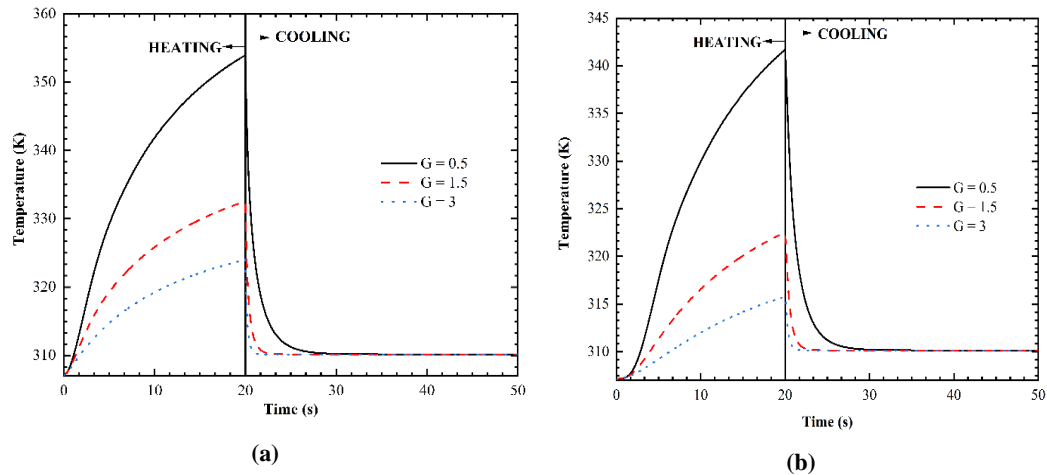 360
350
340
330
320
310
0
10
20
30
40
50
Temperature (K)
Time (s)
HEATING
COOLING
G = 0.5
G = 1.5
G = 3
(a)
345
340
335
330
325
320
315
310
0
10
20
30
40
50
Temperature (K)
Time (s)
HEATING
COOLING
G = 0.5
G = 1.5
G = 3
(b)